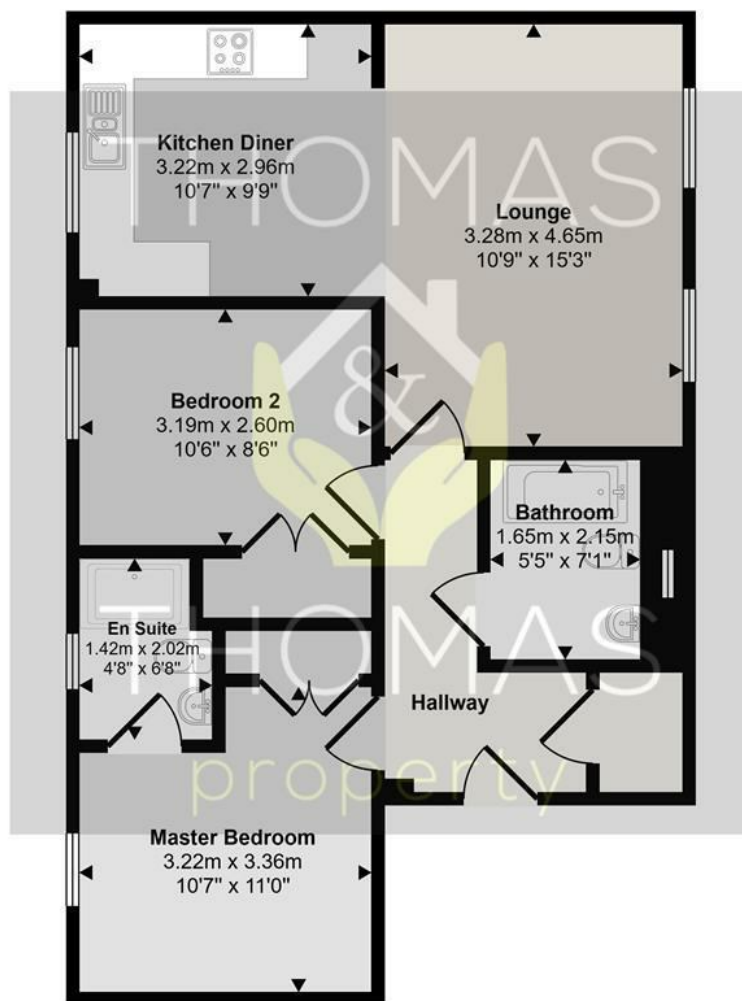 THOMAS
&
THOMAS
property
Kitchen Diner
3.22m x 2.96m
10'7" x 9'9"
Lounge
3.28m x 4.65m
10'9" x 15'3"
Bedroom 2
3.19m x 2.60m
10'6" x 8'6"
Bathroom
1.65m x 2.15m
5'5" x 7'1"
En Suite
1.42m x 2.02m
4'8" x 6'8"
Hallway
Master Bedroom
3.22m x 3.36m
10'7" x 11'0"